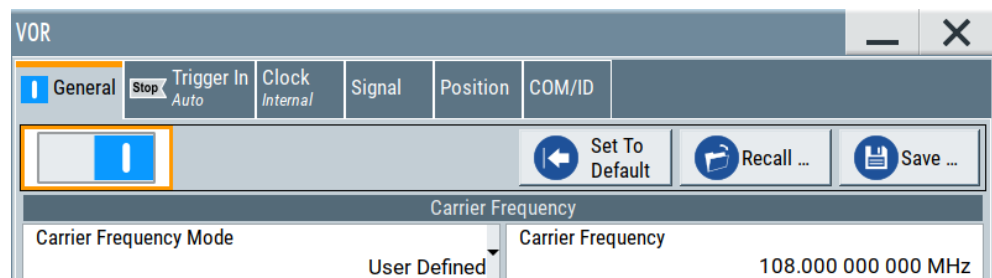 VOR
General
Stop
Trigger In
Auto
Clock
Internal
Signal
Position
COM/ID
Set To
Default
Recall ...
Save ...
Carrier Frequency
Carrier Frequency Mode
User Defined
Carrier Frequency
108.000 000 000 MHz